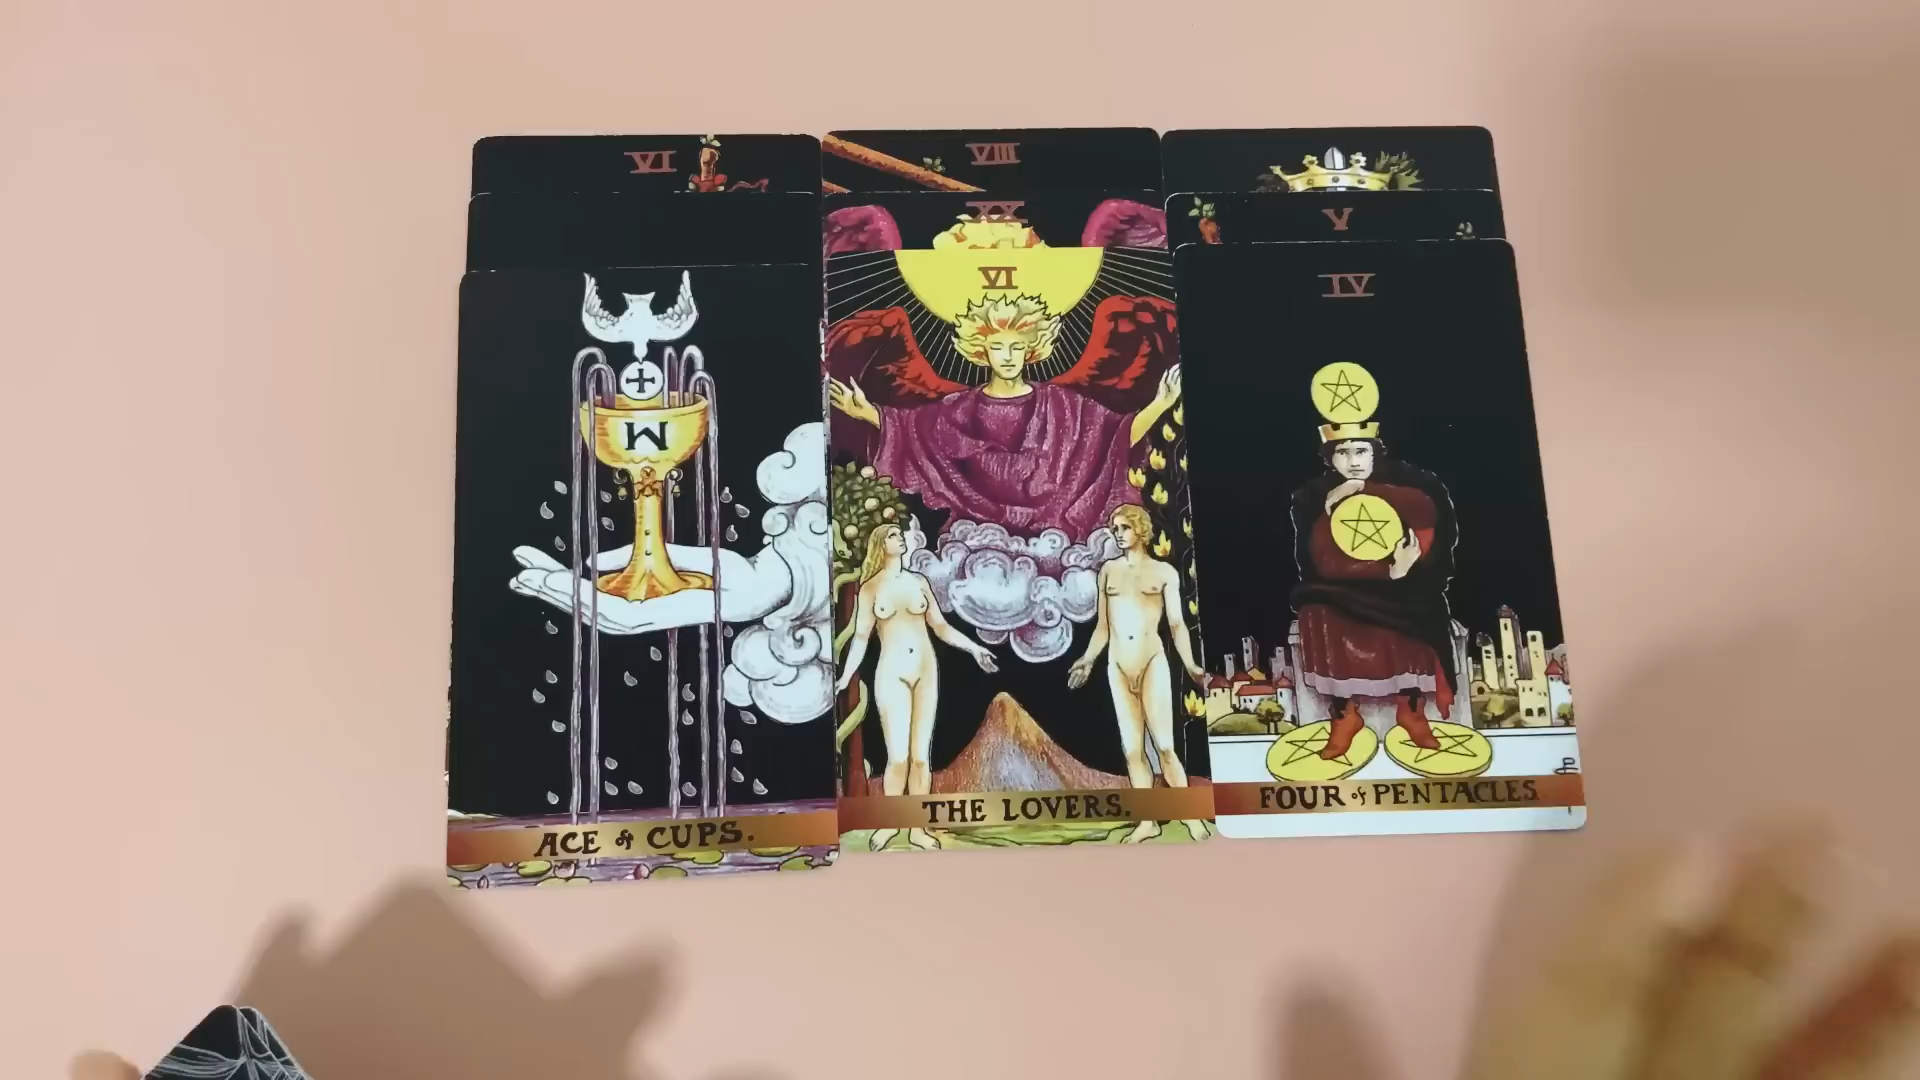 VI
VIII
XX
V
VI
IV
W
ACE of CUPS.
THE LOVERS.
FOUR of PENTACLES